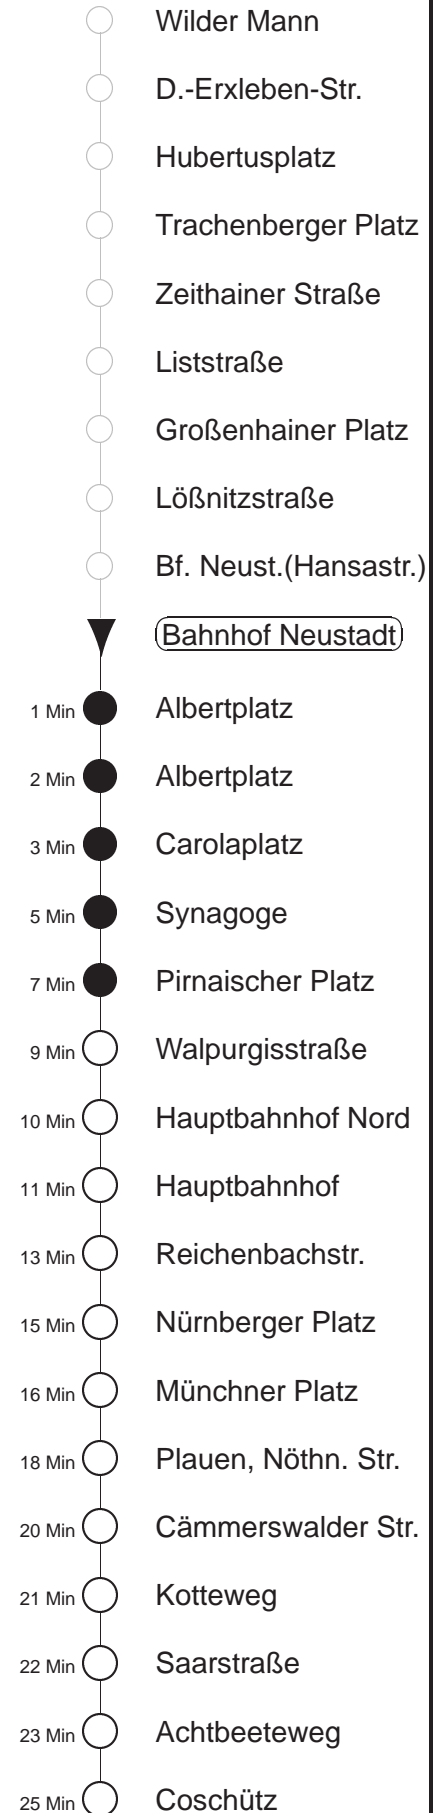 Wilder Mann
D.-Erxleben-Str.
Hubertusplatz
Trachenberger Platz
Zeithainer Straße
Liststraße
Großenhainer Platz
Lößnitzstraße
Bf. Neust.(Hansastr.)
Bahnhof Neustadt
1 Min Albertplatz
2 Min Albertplatz
3 Min Carolaplatz
5 Min Synagoge
7 Min Pirnaischer Platz
9 Min Walpurgisstraße
10 Min Hauptbahnhof Nord
11 Min Hauptbahnhof
13 Min Reichenbachstr.
15 Min Nürnberger Platz
16 Min Münchner Platz
18 Min Plauen, Nöthn. Str.
20 Min Cämmerswalder Str.
21 Min Kotteweg
22 Min Saarstraße
23 Min Achtbeeteweg
25 Min Coschütz